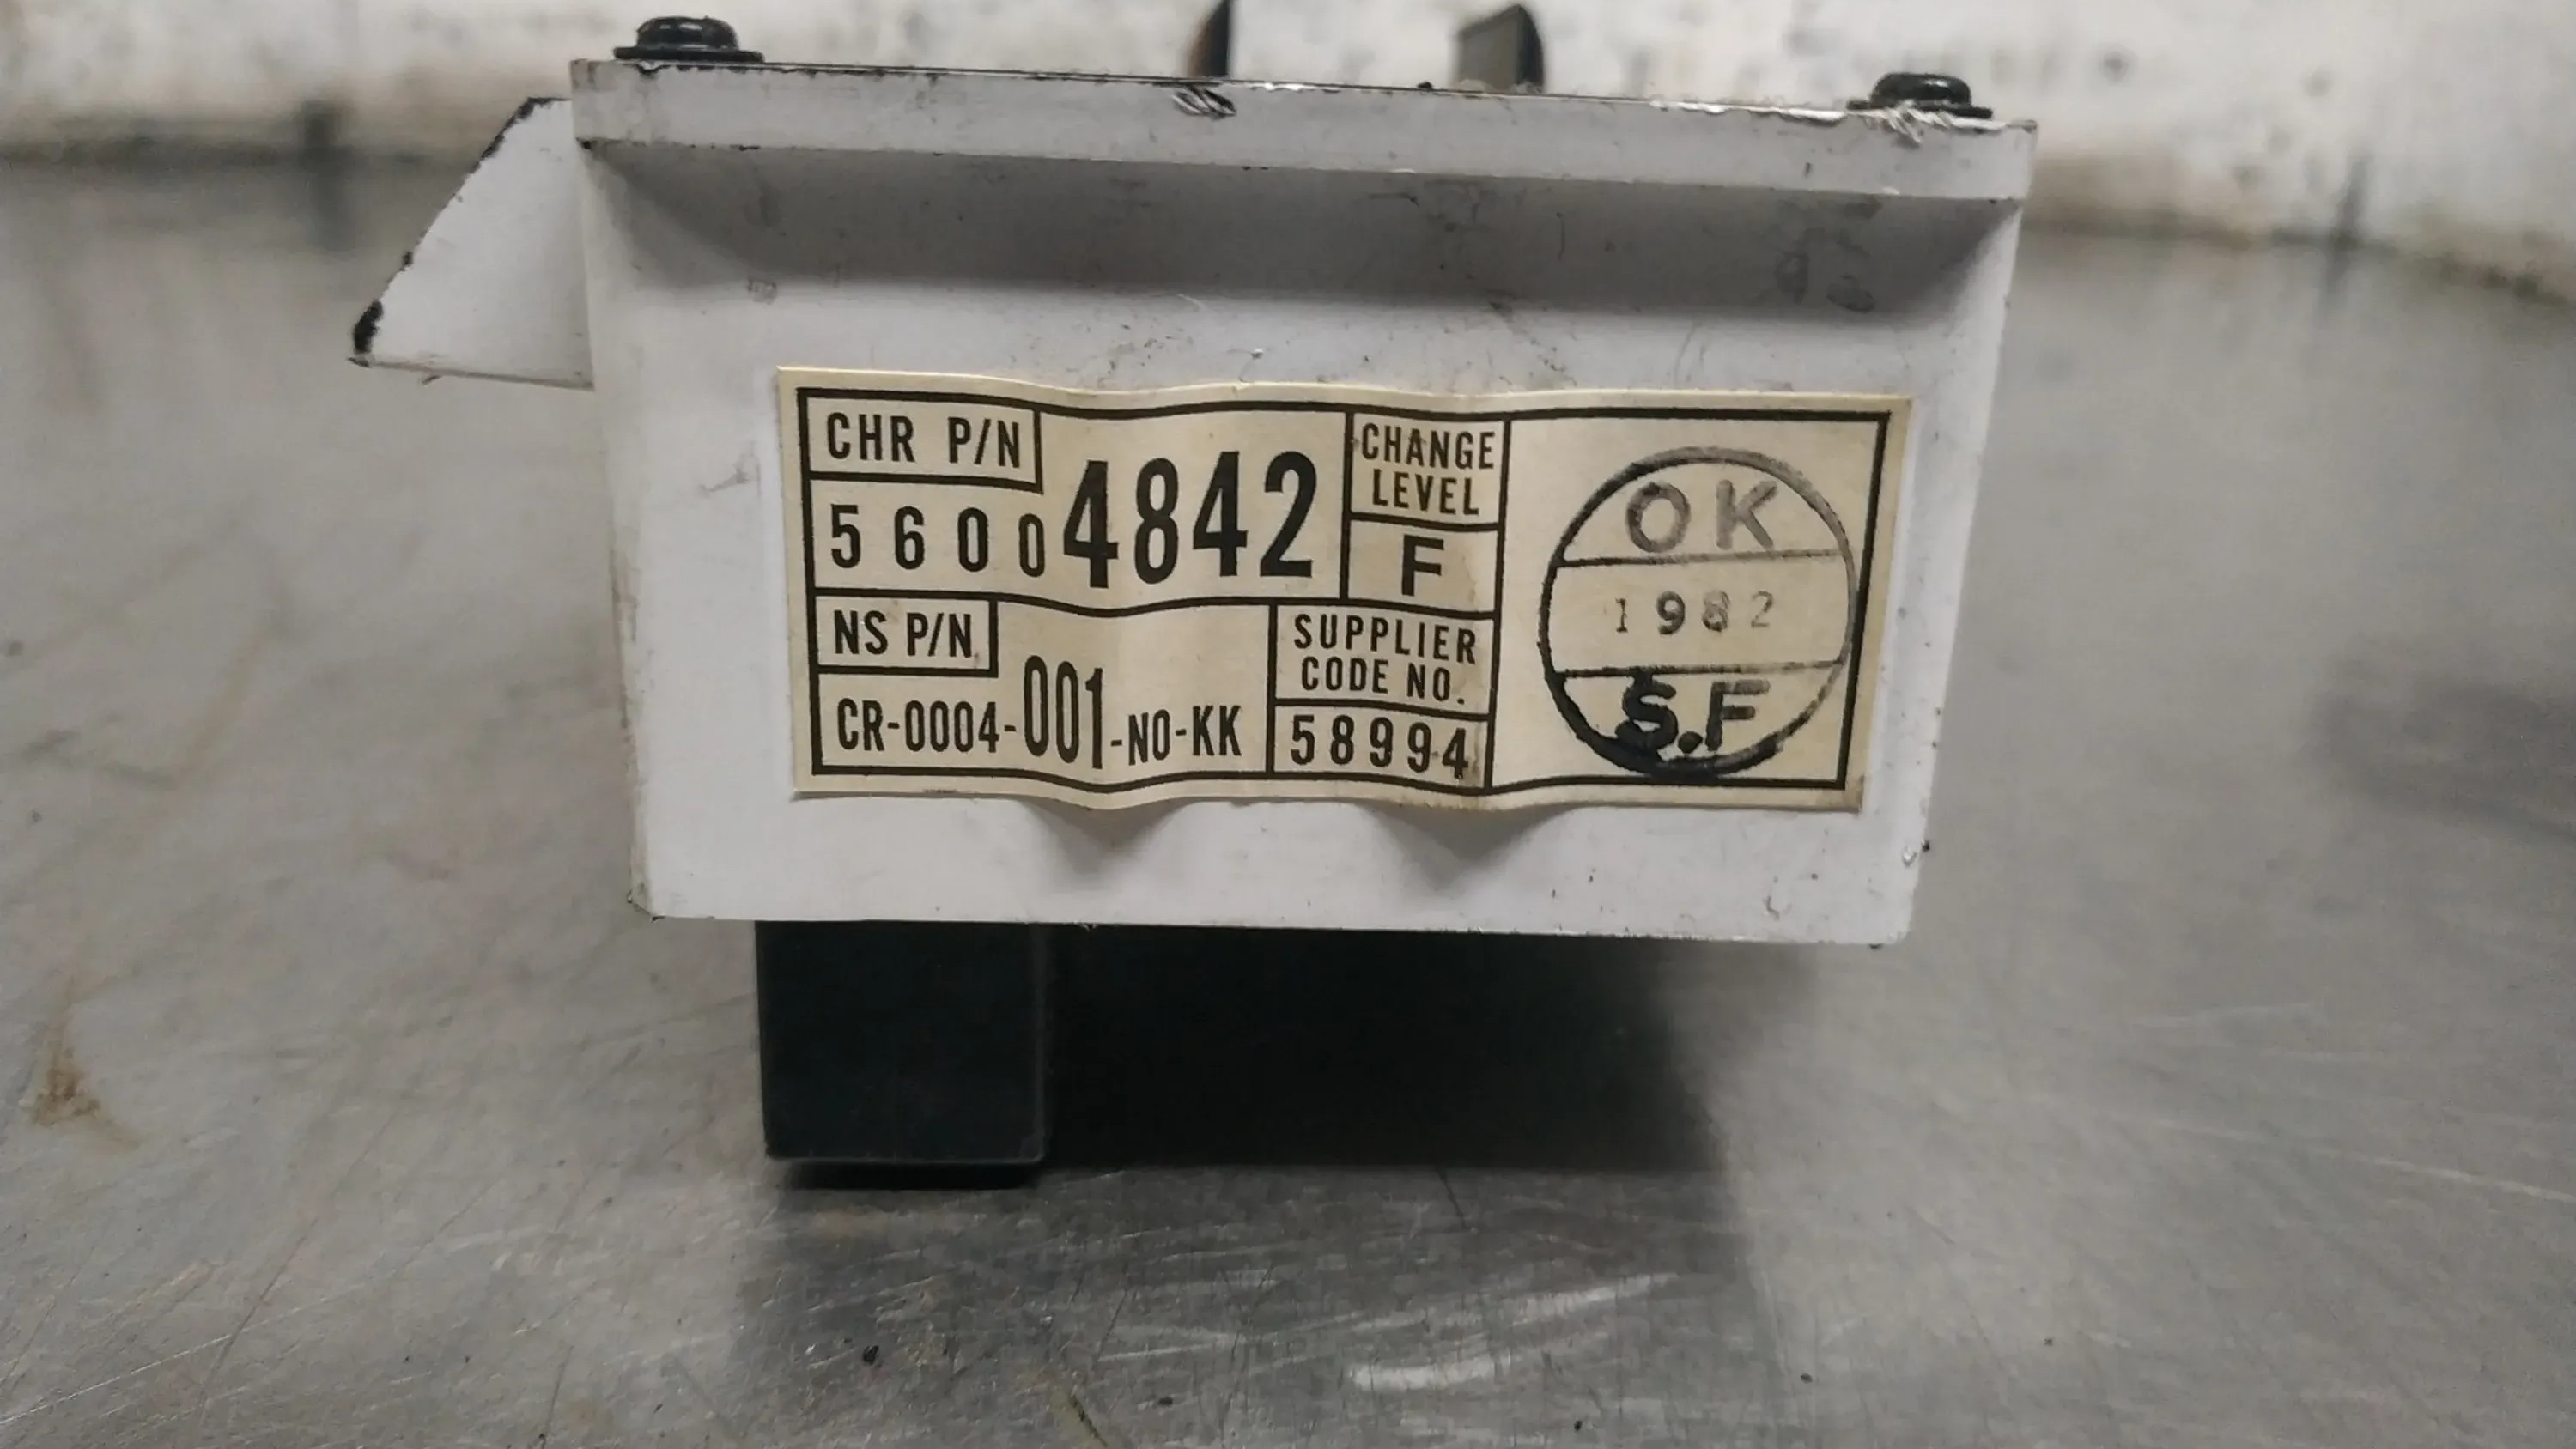 CHR P/N
56004842
CHANGE
LEVEL
F
NS P/N
CR-0004-001-NO-KK
SUPPLIER
CODE NO.
58994
OK
1982
S.F